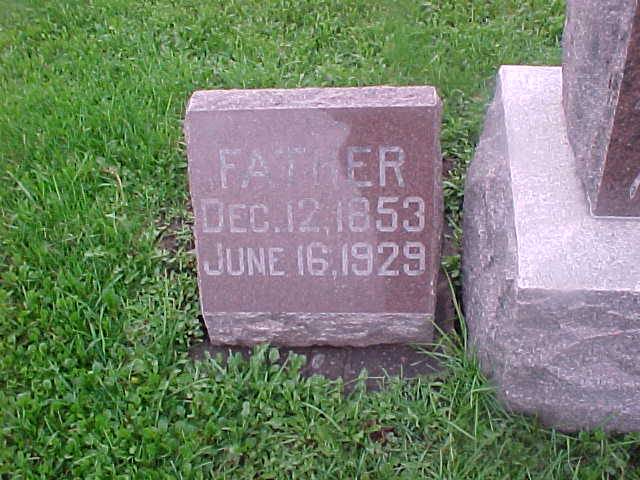 FATHER
DEC. 12, 1853
JUNE 16, 1929